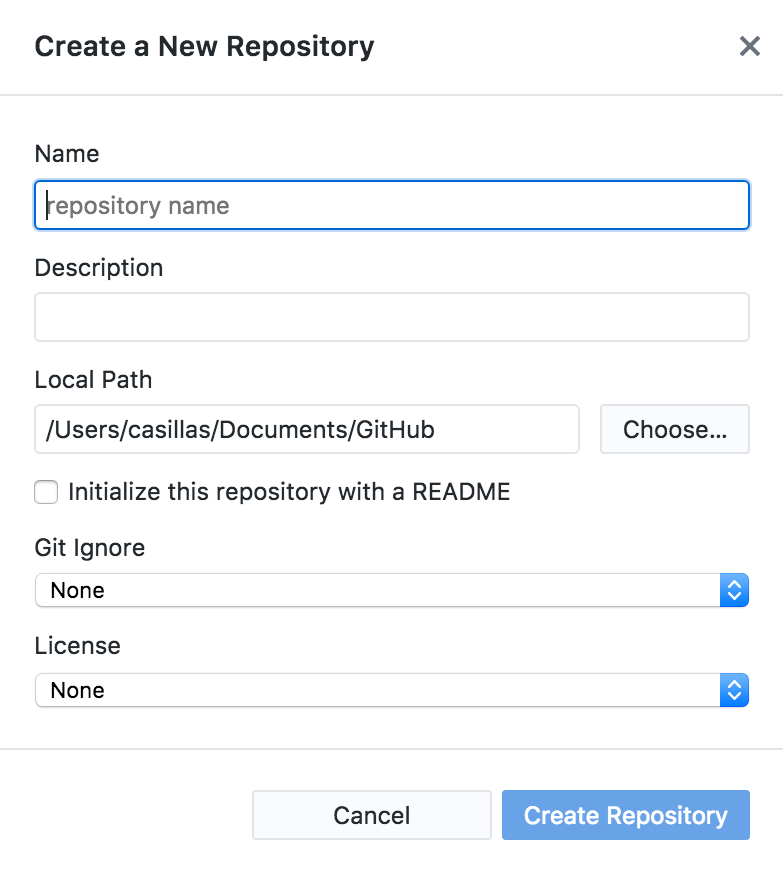 Create a New Repository
Name
repository name
Description
Local Path
/Users/casillas/Documents/GitHub
Choose...
Initialize this repository with a README
Git Ignore
None
License
None
Cancel
Create Repository